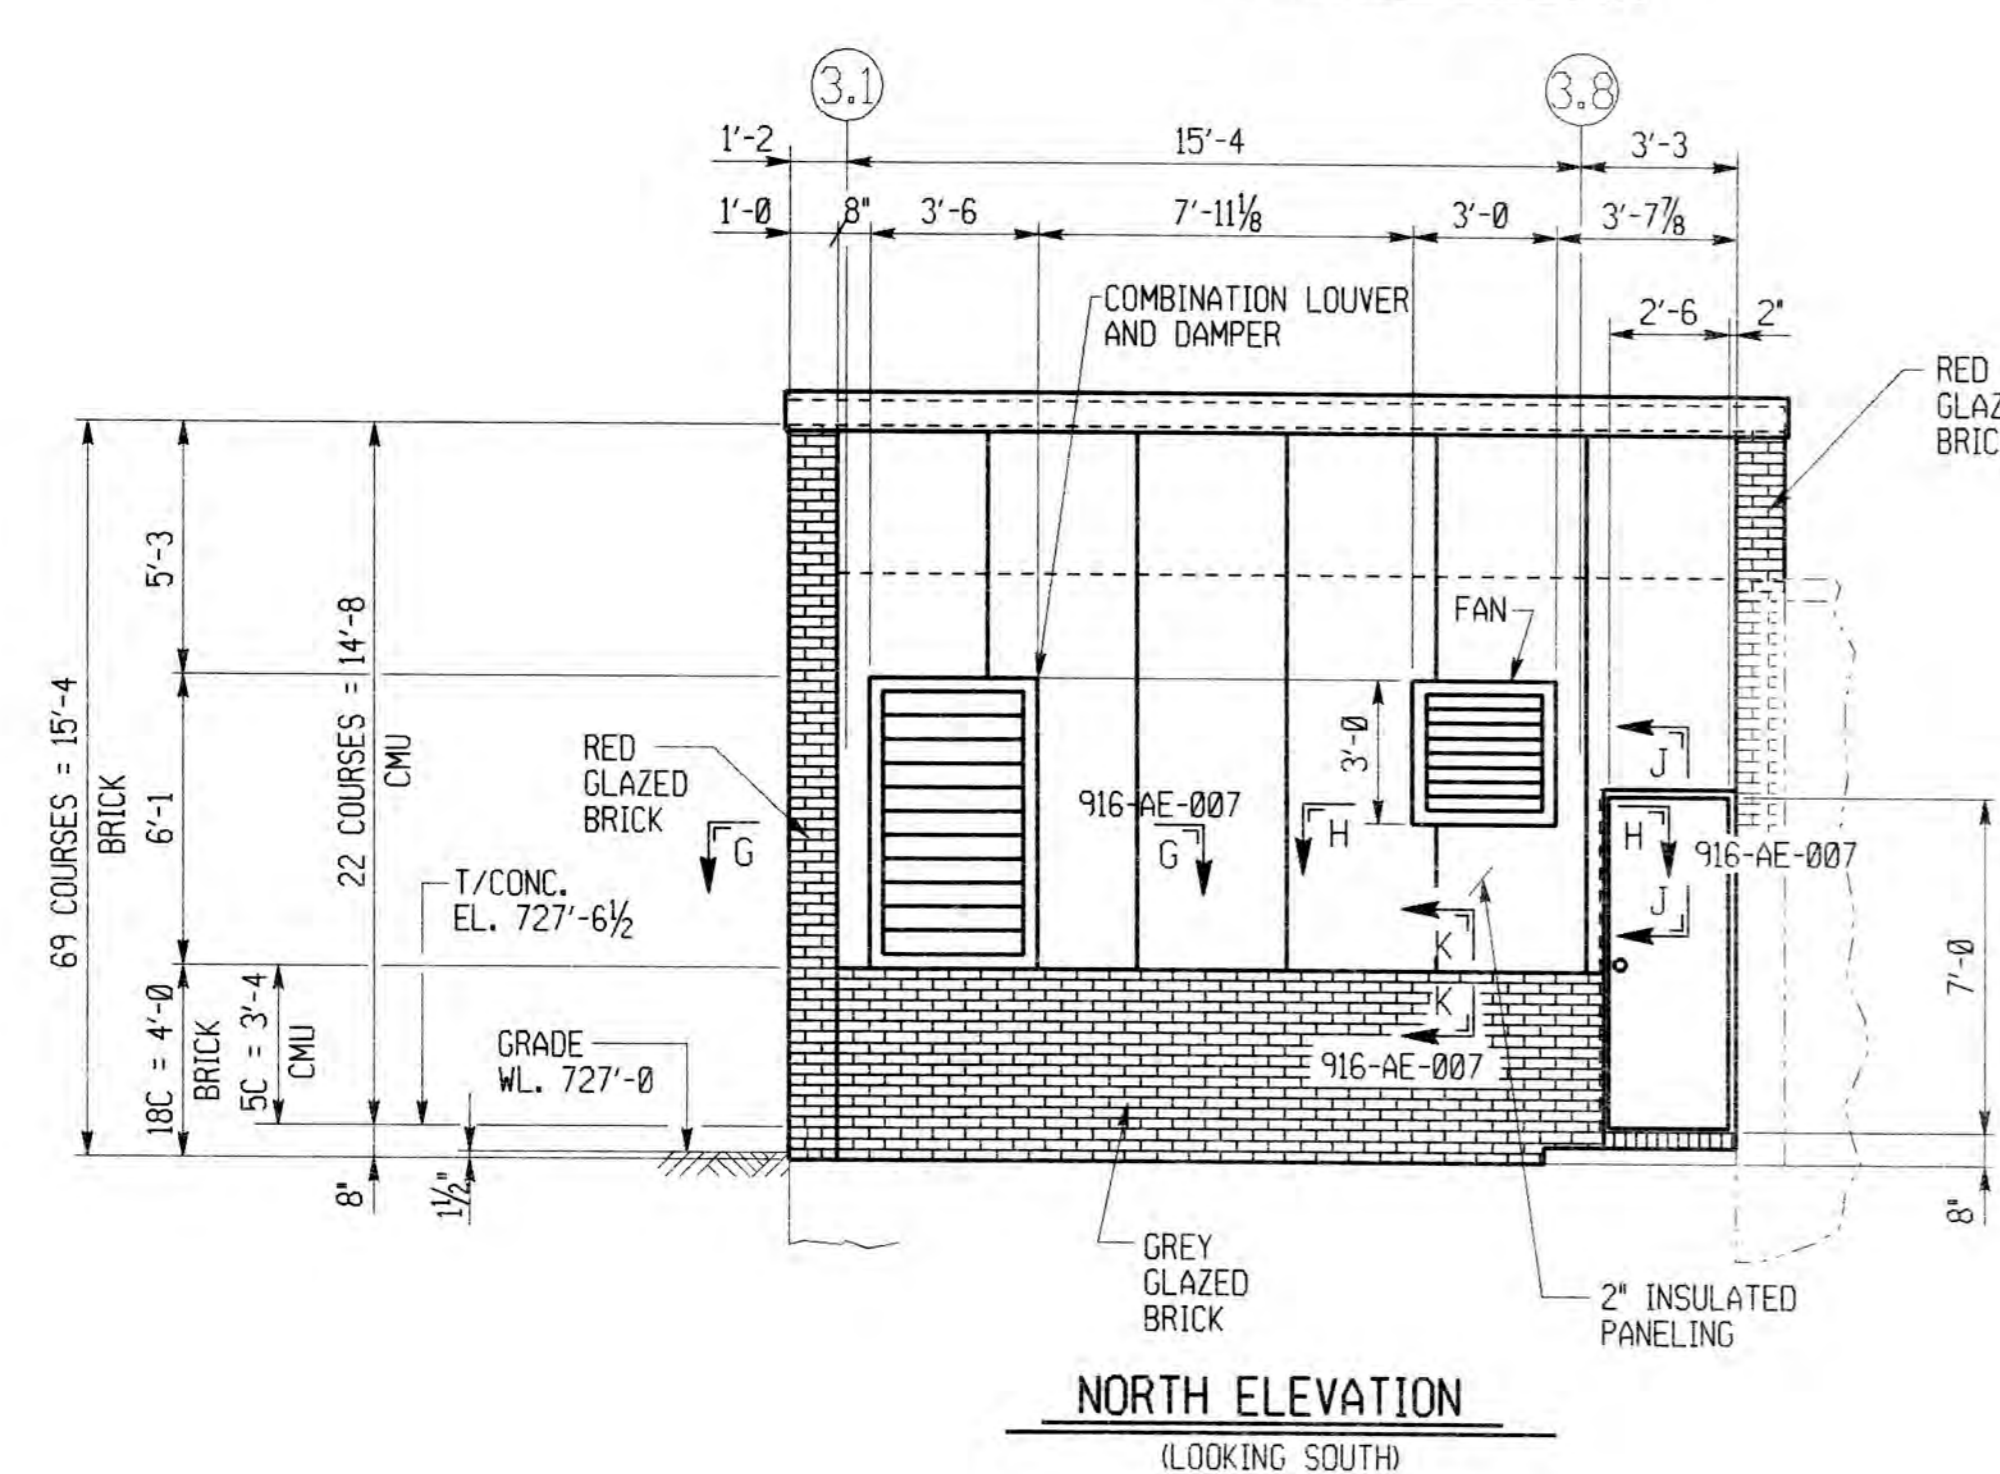 3.1
3.8
1'-2
15'-4
3'-3
1'-0
8"
3'-6
7'-11⅛
3'-0
3'-7⅞
COMBINATION LOUVER
AND DAMPER
2'-6
2"
RED
GLAZ
BRIC
5'-3
FAN
69 COURSES = 15'-4
BRICK
6'-1
22 COURSES = 14'-8
CMU
RED
GLAZED
BRICK
3'-0
J
916-AE-007
G
G
H
H
916-AE-007
T/CONC.
EL. 727'-6½
J
K
18C = 4'-0
BRICK
5C = 3'-4
CMU
K
7'-0
GRADE
WL. 727'-0
916-AE-007
8"
1½"
8"
GREY
GLAZED
BRICK
2" INSULATED
PANELING
NORTH ELEVATION
(LOOKING SOUTH)